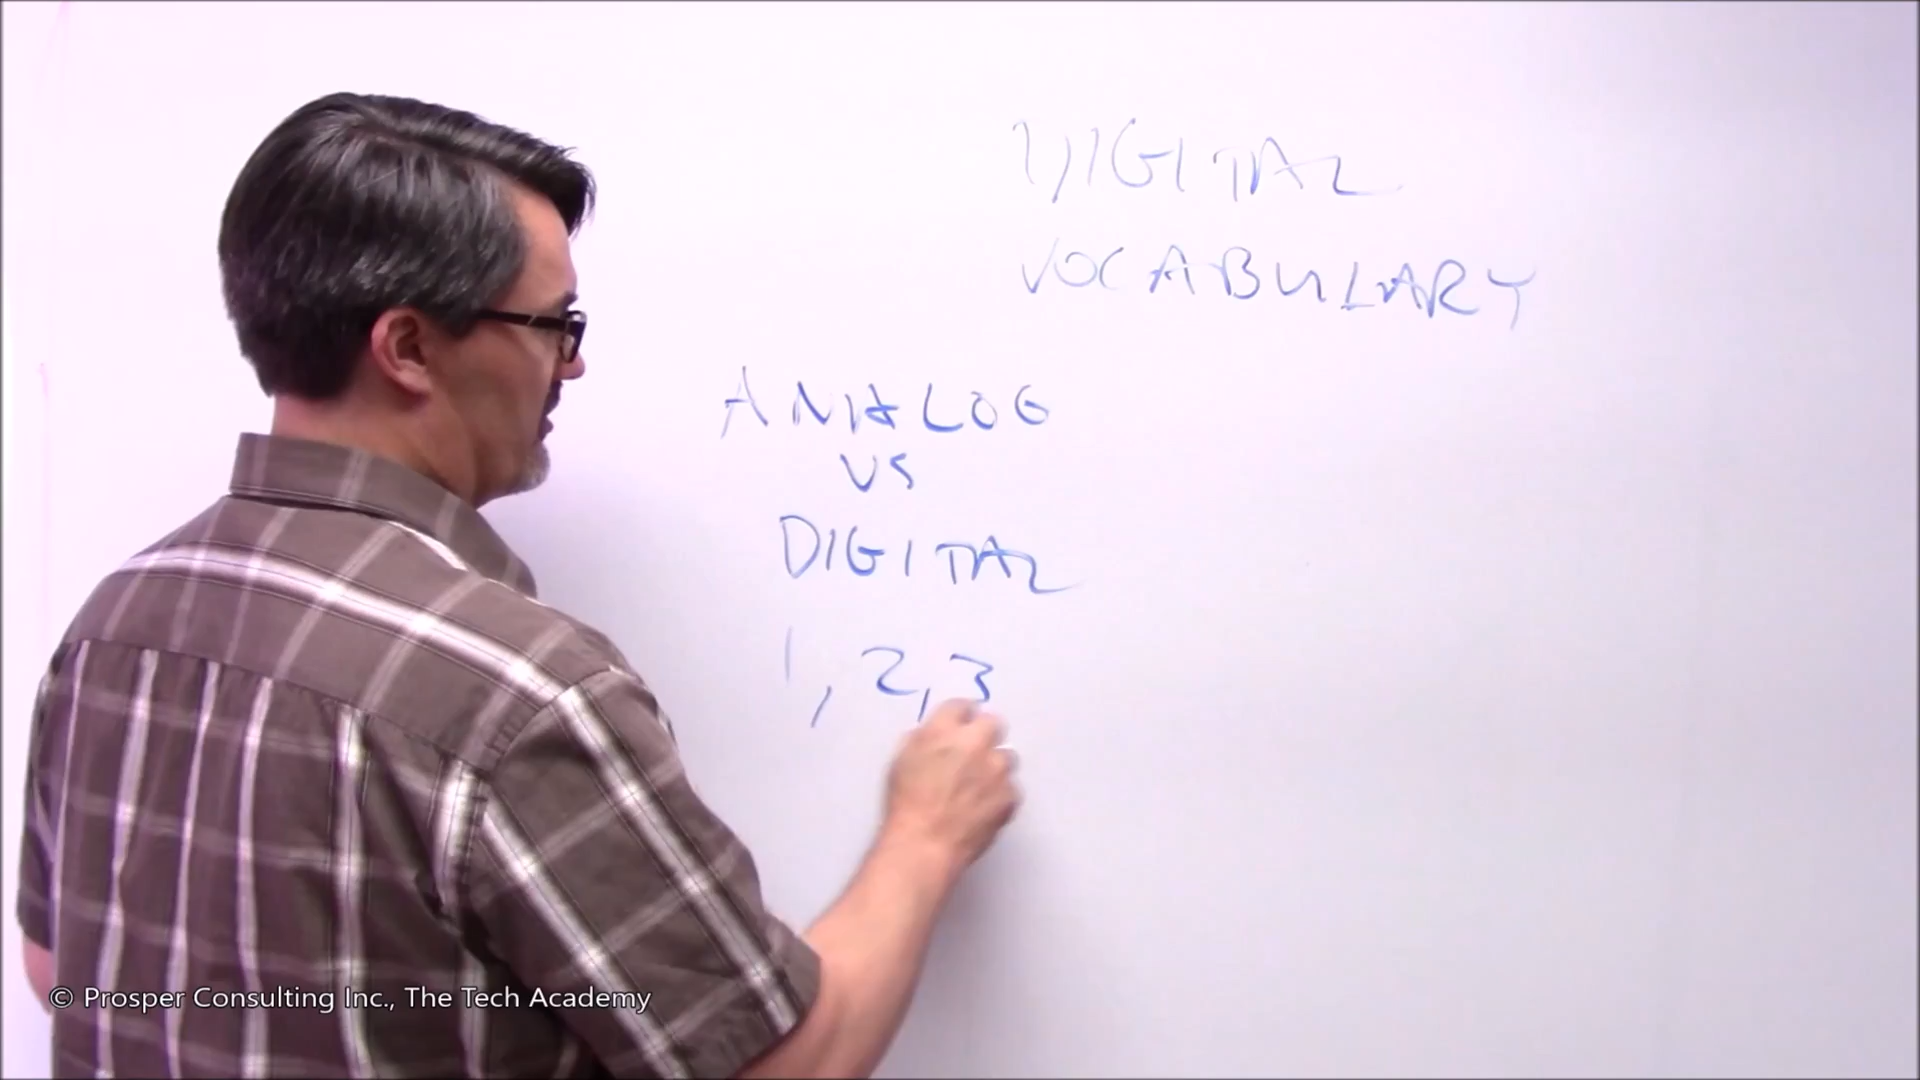 DIGITAL
VOCABULARY
ANALOG
VS
DIGITAL
1, 2, 3
© Prosper Consulting Inc., The Tech Academy